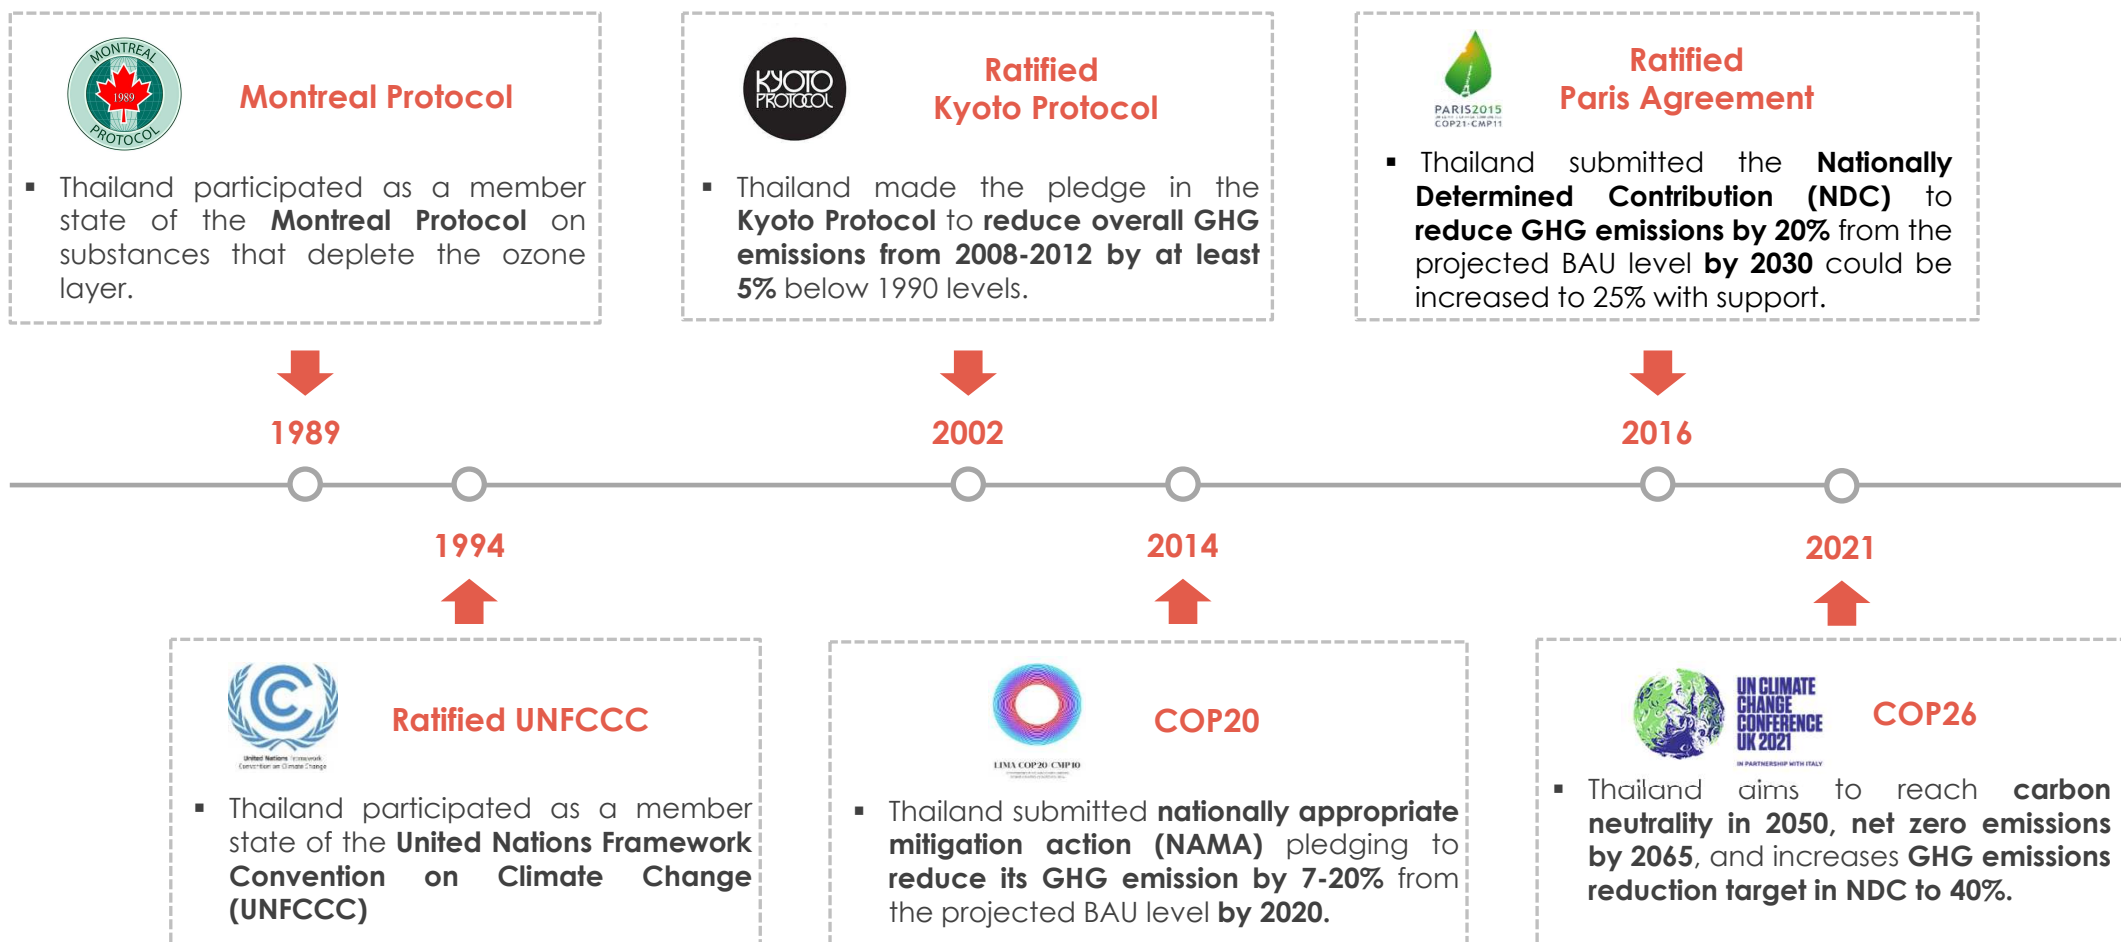 MONTREAL
1989
PROTOCOL
Montreal Protocol
▪ Thailand participated as a member
state of the Montreal Protocol on
substances that deplete the ozone
layer.
KYOTO
PROTOCOL
Ratified
Kyoto Protocol
▪ Thailand made the pledge in the
Kyoto Protocol to reduce overall GHG
emissions from 2008-2012 by at least
5% below 1990 levels.
PARIS2015
COP21·CMP11
Ratified
Paris Agreement
▪ Thailand submitted the Nationally
Determined Contribution (NDC) to
reduce GHG emissions by 20% from the
projected BAU level by 2030 could be
increased to 25% with support.
1989
2002
2016
1994
2014
2021
United Nations Framework
Convention on Climate Change
Ratified UNFCCC
▪ Thailand participated as a member
state of the United Nations Framework
Convention on Climate Change
(UNFCCC)
LIMA COP20 CMP10
COP20
▪ Thailand submitted nationally appropriate
mitigation action (NAMA) pledging to
reduce its GHG emission by 7-20% from
the projected BAU level by 2020.
UN CLIMATE
CHANGE
CONFERENCE
UK 2021
IN PARTNERSHIP WITH ITALY
COP26
▪ Thailand aims to reach carbon
neutrality in 2050, net zero emissions
by 2065, and increases GHG emissions
reduction target in NDC to 40%.